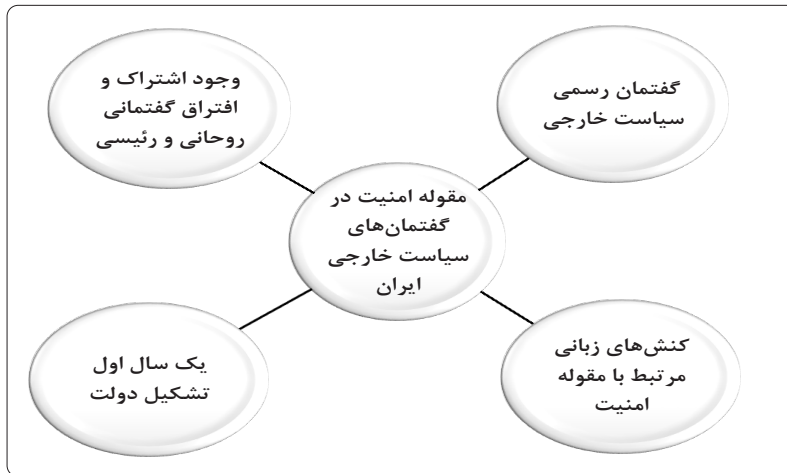 گفتمان رسمی
سیاست خارجی
وجود اشتراک و
افتراق گفتمانی
روحانی و رئیسی
مقوله امنیت در
گفتمان‌های
سیاست خارجی
ایران
کنش‌های زبانی
مرتبط با مقوله
امنیت
یک سال اول
تشکیل دولت